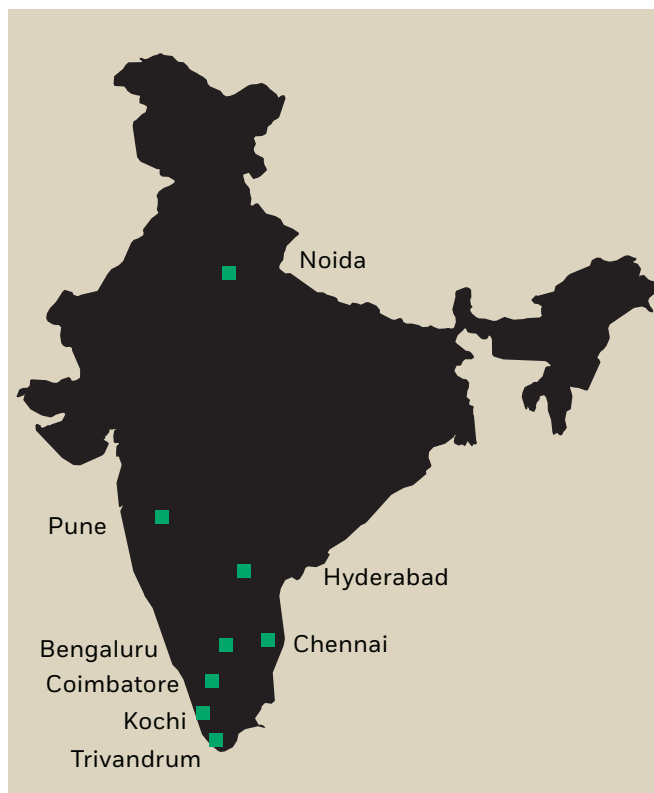 Noida
Pune
Hyderabad
Chennai
Bengaluru
Coimbatore
Kochi
Trivandrum